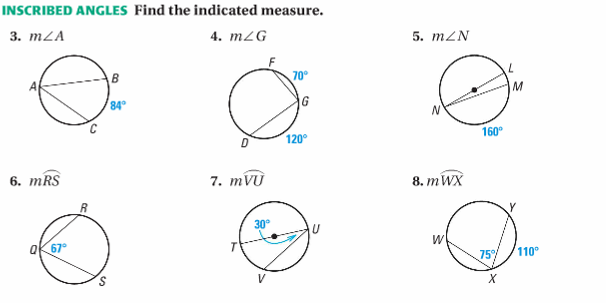 INSCRIBED ANGLES Find the indicated measure.
3. m∠A 4. m∠G 5. m∠N
A B 84° C
F 70° G 120° D
L M N 160°
6. mRS⌢ 7. mVU⌢ 8. mWX⌢
R Q 67° S
30° U T V
Y W 75° 110° X